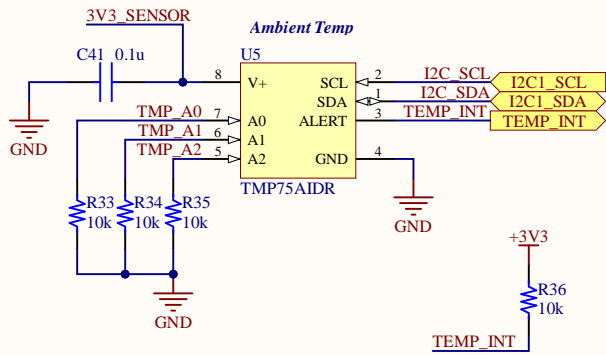 3V3_SENSOR
Ambient Temp
C41 0.1u
U5
8 V+
SCL 2 I2C_SCL I2C1_SCL
SDA 1 I2C_SDA I2C1_SDA
ALERT 3 TEMP_INT TEMP_INT
GND
TMP_A0 7 A0
TMP_A1 6 A1
TMP_A2 5 A2
GND 4
TMP75AIDR
R33 10k
R34 10k
R35 10k
GND
GND
+3V3
R36
10k
TEMP_INT